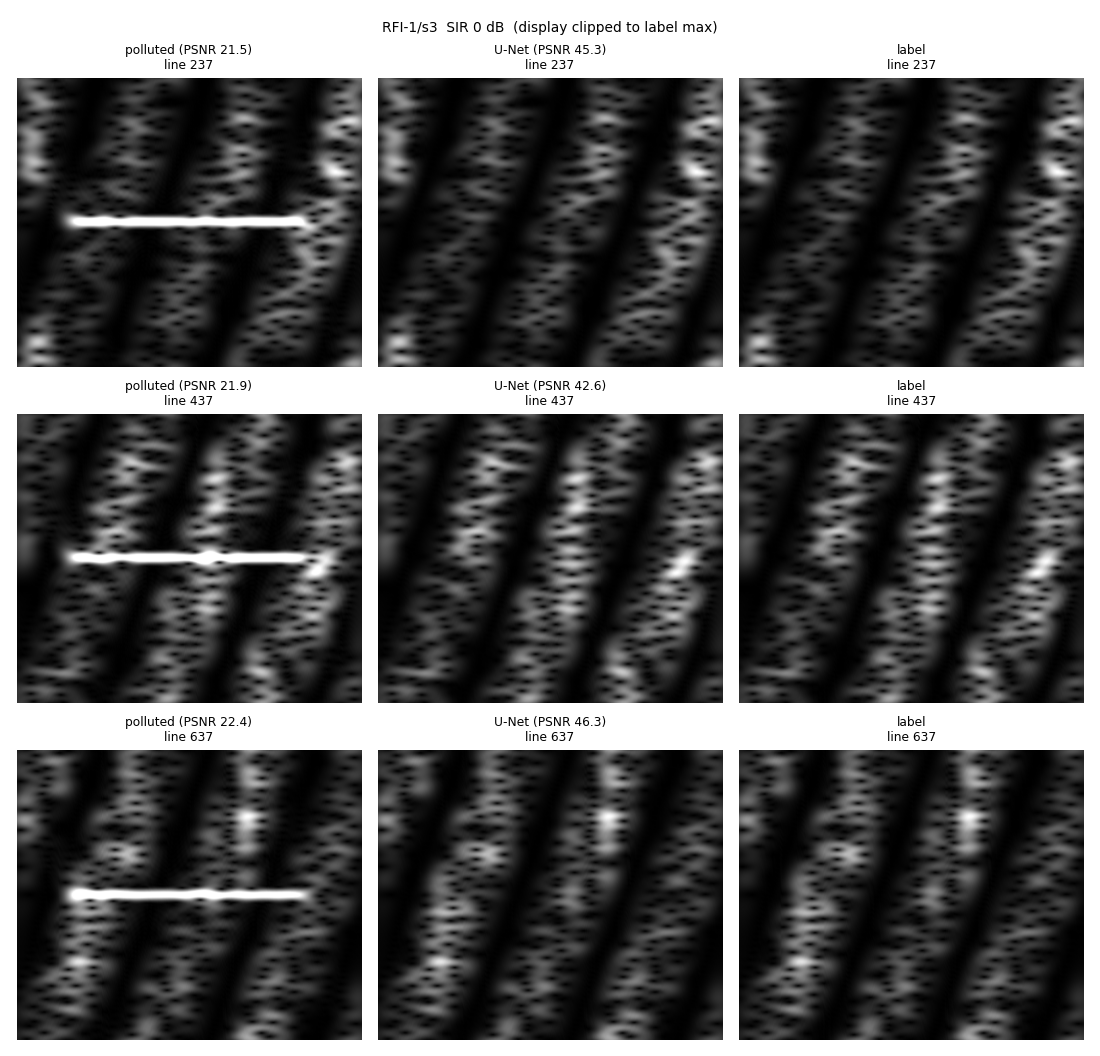 RFI-1/s3  SIR 0 dB  (display clipped to label max)
polluted (PSNR 21.5)
line 237
U-Net (PSNR 45.3)
line 237
label
line 237
polluted (PSNR 21.9)
line 437
U-Net (PSNR 42.6)
line 437
label
line 437
polluted (PSNR 22.4)
line 637
U-Net (PSNR 46.3)
line 637
label
line 637